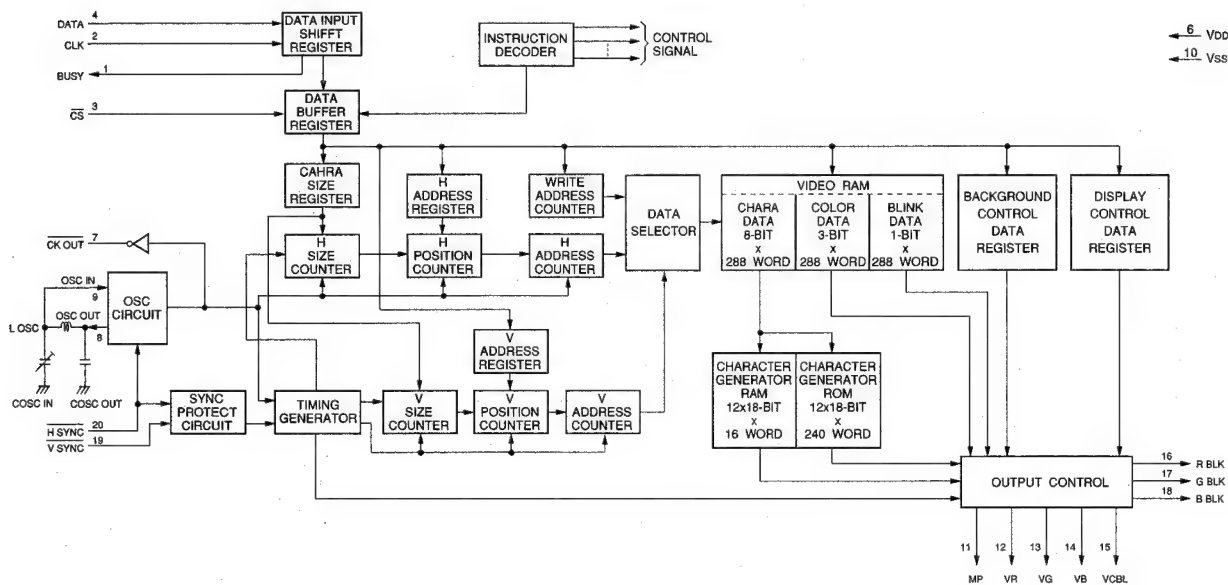 DATA 4
CLK 2
BUSY 1
CS 3
DATA INPUT
SHIFFT
REGISTER
INSTRUCTION
DECODER
CONTROL
SIGNAL
6 VDD
10 VSS
DATA
BUFFER
REGISTER
CAHRA
SIZE
REGISTER
H
ADDRESS
REGISTER
WRITE
ADDRESS
COUNTER
DATA
SELECTOR
VIDEO RAM
CHARA
DATA
8-BIT
x
288 WORD
COLOR
DATA
3-BIT
x
288 WORD
BLINK
DATA
1-BIT
x
288 WORD
BACKGROUND
CONTROL
DATA
REGISTER
DISPLAY
CONTROL
DATA
REGISTER
CK OUT 7
H
SIZE
COUNTER
H
POSITION
COUNTER
H
ADDRESS
COUNTER
OSC IN
9
OSC
CIRCUIT
OSC OUT
8
L OSC
COSC IN
COSC OUT
V
ADDRESS
REGISTER
H SYNC 20
V SYNC 19
SYNC
PROTECT
CIRCUIT
TIMING
GENERATOR
V
SIZE
COUNTER
V
POSITION
COUNTER
V
ADDRESS
COUNTER
CHARACTER
GENERATOR
RAM
12x18-BIT
x
16 WORD
CHARACTER
GENERATOR
ROM
12x18-BIT
x
240 WORD
OUTPUT CONTROL
16 R BLK
17 G BLK
18 B BLK
11 12 13 14 15
MP VR VG VB VCBL